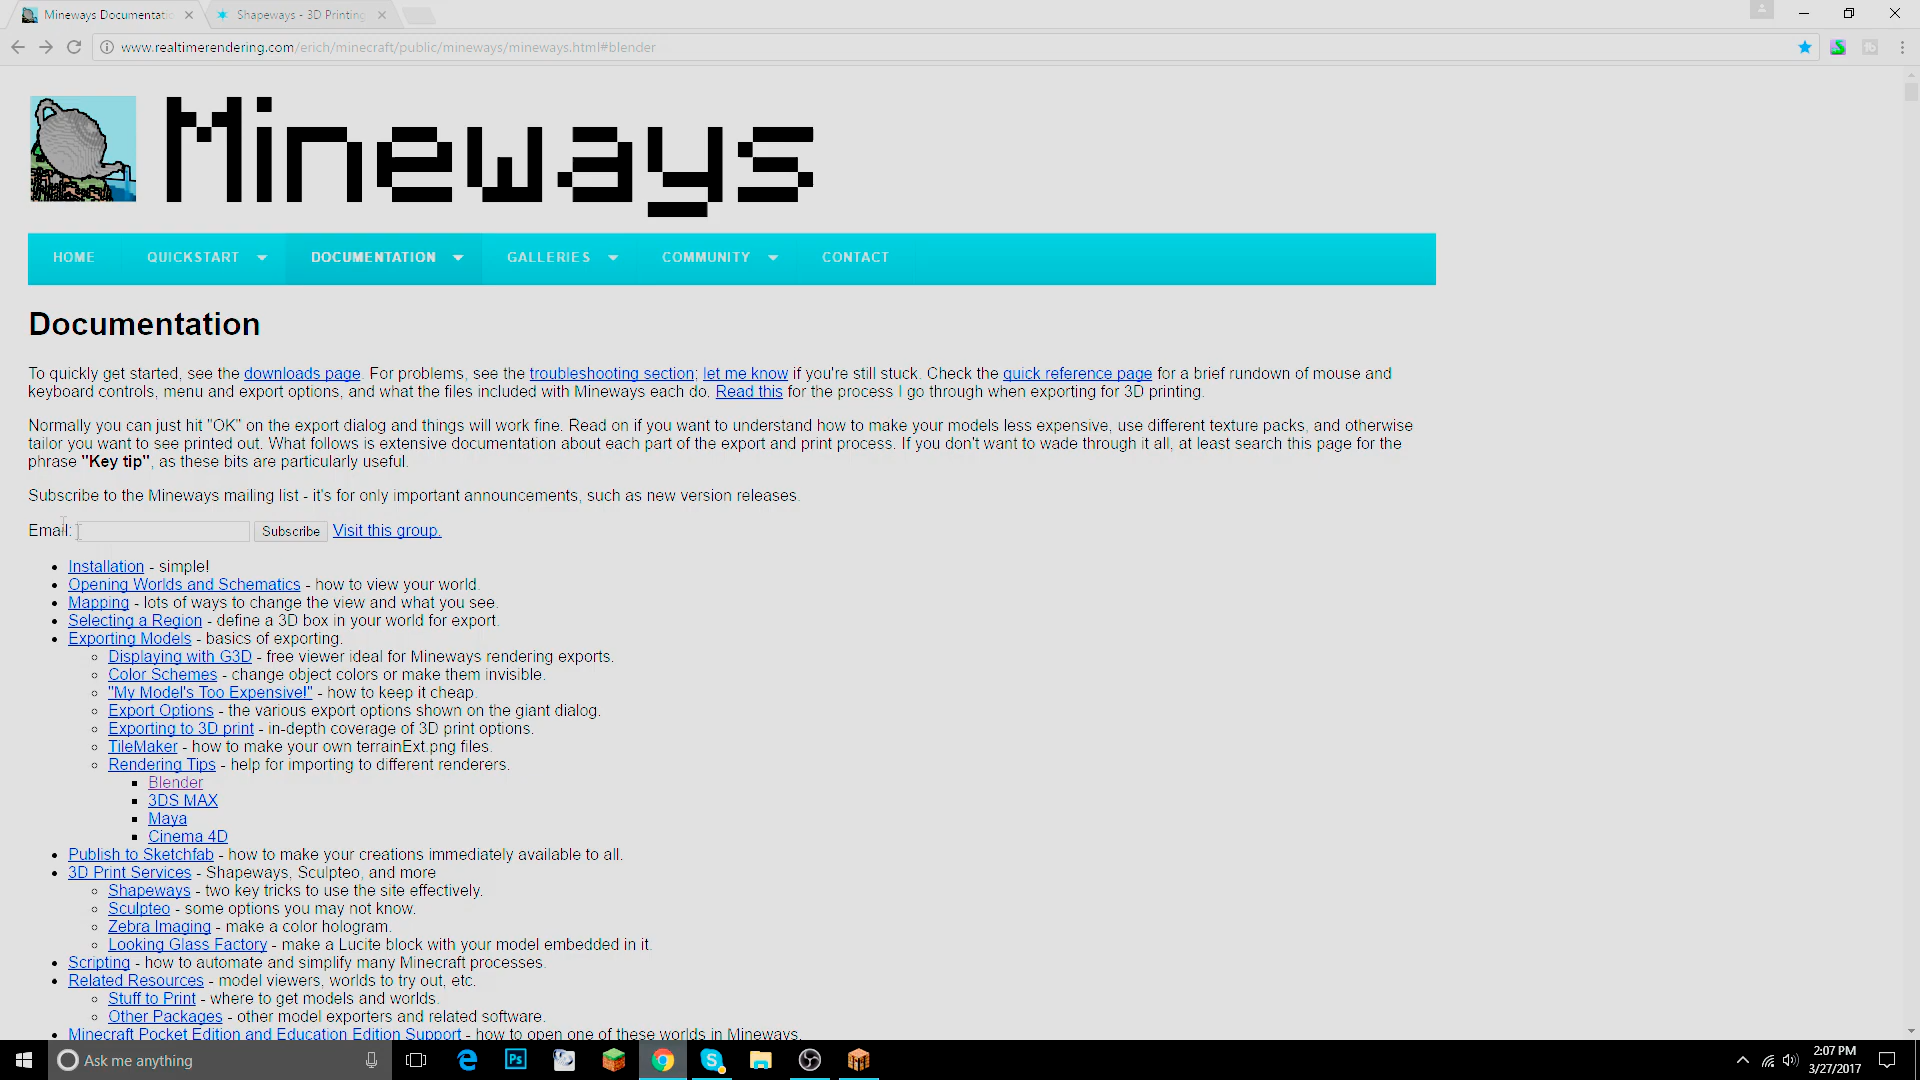 Mineways Documentati
Shapeways - 3D Printing
www.realtimerendering.com/erich/minecraft/public/mineways/mineways.html#blender
Mineways
HOME QUICKSTART DOCUMENTATION GALLERIES COMMUNITY CONTACT
Documentation
To quickly get started, see the downloads page. For problems, see the troubleshooting section; let me know if you're still stuck. Check the quick reference page for a brief rundown of mouse and
keyboard controls, menu and export options, and what the files included with Mineways each do. Read this for the process I go through when exporting for 3D printing.
Normally you can just hit "OK" on the export dialog and things will work fine. Read on if you want to understand how to make your models less expensive, use different texture packs, and otherwise
tailor you want to see printed out. What follows is extensive documentation about each part of the export and print process. If you don't want to wade through it all, at least search this page for the
phrase "Key tip", as these bits are particularly useful.
Subscribe to the Mineways mailing list - it's for only important announcements, such as new version releases.
Email: Subscribe Visit this group.
Installation - simple!
Opening Worlds and Schematics - how to view your world.
Mapping - lots of ways to change the view and what you see.
Selecting a Region - define a 3D box in your world for export.
Exporting Models - basics of exporting.
Displaying with G3D - free viewer ideal for Mineways rendering exports.
Color Schemes - change object colors or make them invisible.
"My Model's Too Expensive!" - how to keep it cheap.
Export Options - the various export options shown on the giant dialog.
Exporting to 3D print - in-depth coverage of 3D print options.
TileMaker - how to make your own terrainExt.png files.
Rendering Tips - help for importing to different renderers.
Blender
3DS MAX
Maya
Cinema 4D
Publish to Sketchfab - how to make your creations immediately available to all.
3D Print Services - Shapeways, Sculpteo, and more
Shapeways - two key tricks to use the site effectively.
Sculpteo - some options you may not know.
Zebra Imaging - make a color hologram.
Looking Glass Factory - make a Lucite block with your model embedded in it.
Scripting - how to automate and simplify many Minecraft processes.
Related Resources - model viewers, worlds to try out, etc.
Stuff to Print - where to get models and worlds.
Other Packages - other model exporters and related software.
Minecraft Pocket Edition and Education Edition Support - how to open one of these worlds in Mineways.
Ask me anything
Ps
2:07 PM
3/27/2017